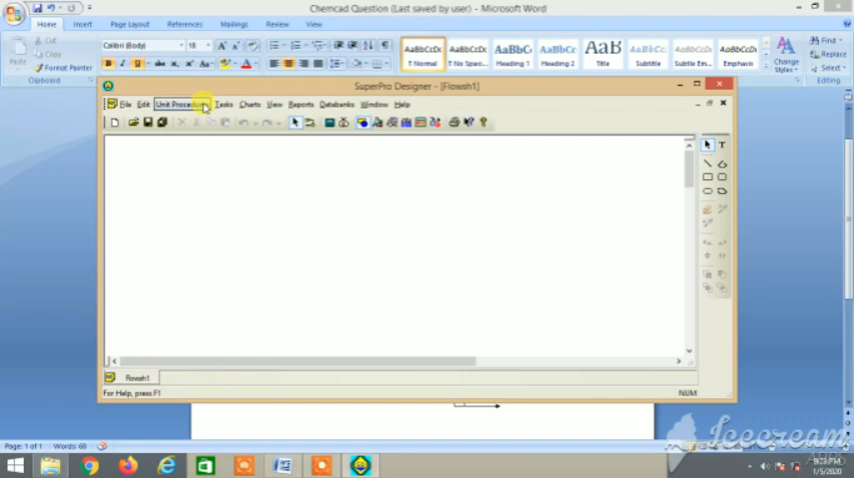 Chemcad Question (Last saved by user) - Microsoft Word
Home Insert Page Layout References Mailings Review View
Cut
Copy
Paste
Format Painter
Clipboard
Calibri (Body) 18
AaBbCcDc AaBbCcDc AaBbCc AaBbCc AaB AaBbCc AaBbCcDc AaBbCcDc
T Normal T No Spaci... Heading 1 Heading 2 Title Subtitle Subtle Em... Emphasis
Change Styles
Find
Replace
Select
Editing
SuperPro Designer - [Flowsh1]
File Edit Unit Procedures Tasks Charts View Reports Databanks Window Help
Flowsh1
For Help, press F1
NUM
Page: 1 of 1 Words: 68
Icecream
APPS
1/5/2020